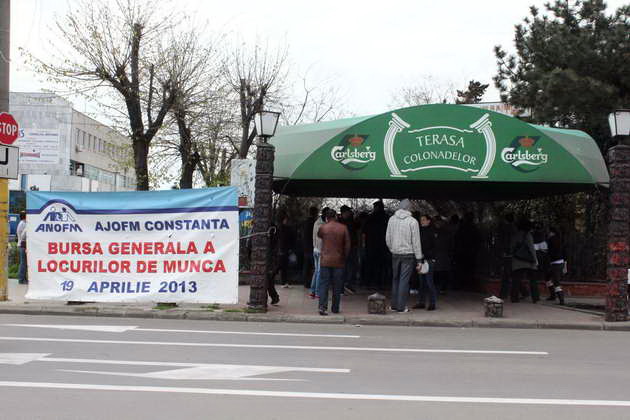 STOP
ANOFM
AJOFM CONSTANTA
BURSA GENERALA A
LOCURILOR DE MUNCA
19 APRILIE 2013
Carlsberg
TERASA
COLONADELOR
Carlsberg